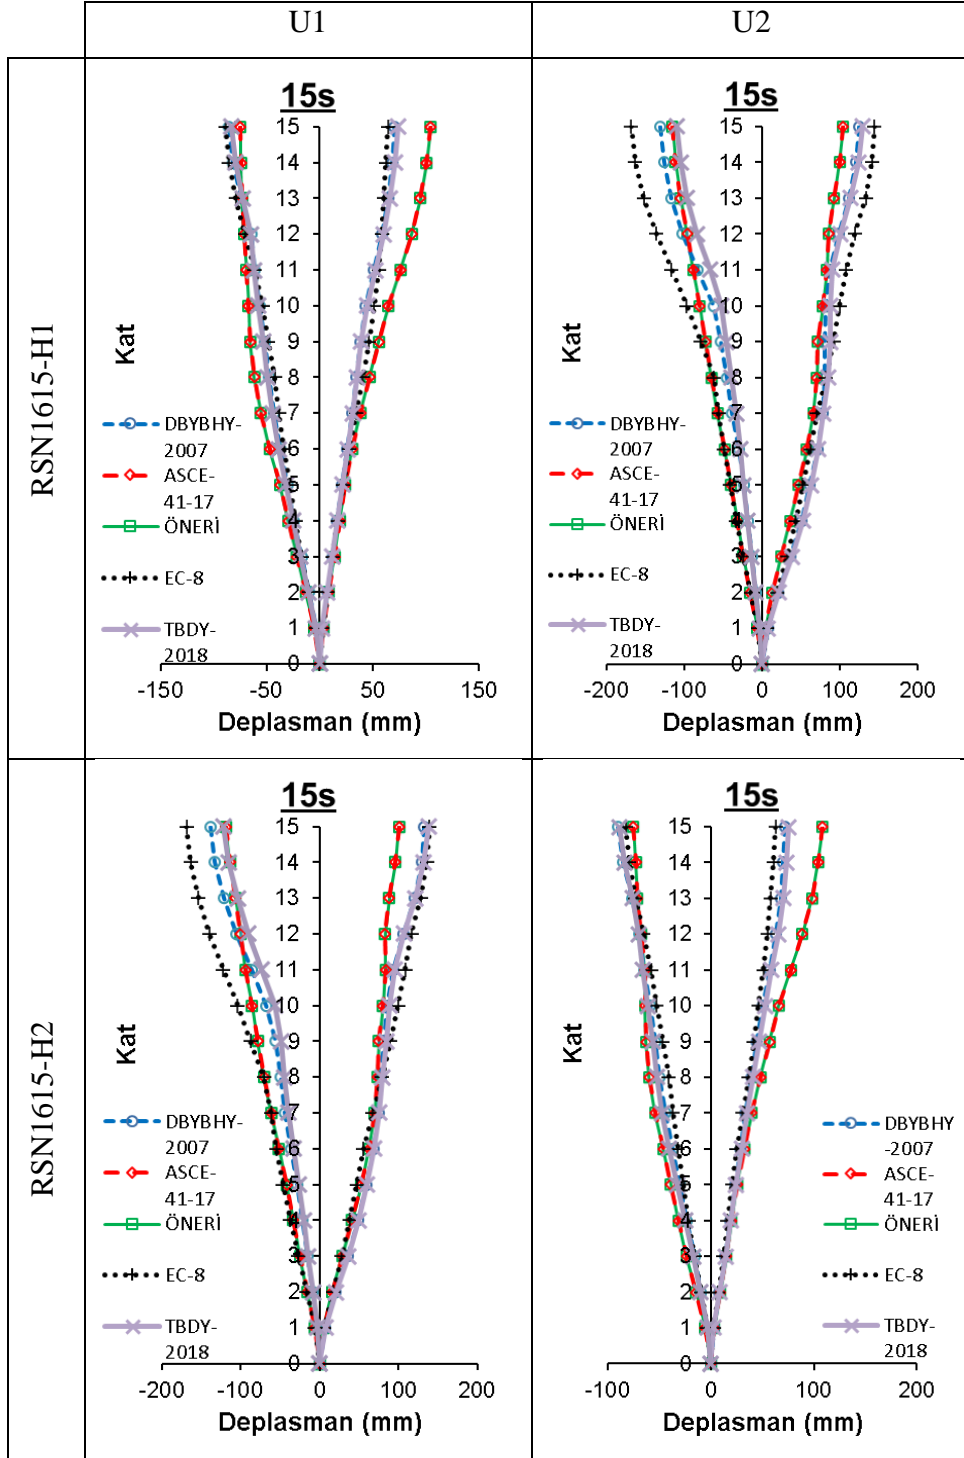 U1
U2
RSN1615-H1
15s
15
14
13
12
11
10
9
8
7
6
5
4
3
2
1
0
Kat
DBYBHY-
2007
ASCE-
41-17
ÖNERİ
EC-8
TBDY-
2018
-150
-50
50
150
Deplasman (mm)
15s
15
14
13
12
11
10
9
8
7
6
5
4
3
2
1
0
Kat
DBYBHY-
2007
ASCE-
41-17
ÖNERİ
EC-8
TBDY-
2018
-200
-100
0
100
200
Deplasman (mm)
RSN1615-H2
15s
15
14
13
12
11
10
9
8
7
6
5
4
3
2
1
0
Kat
DBYBHY-
2007
ASCE-
41-17
ÖNERİ
EC-8
TBDY-
2018
-200
-100
0
100
200
Deplasman (mm)
15s
15
14
13
12
11
10
9
8
7
6
5
4
3
2
1
0
Kat
DBYBHY
-2007
ASCE-
41-17
ÖNERİ
EC-8
TBDY-
2018
-100
0
100
200
Deplasman (mm)